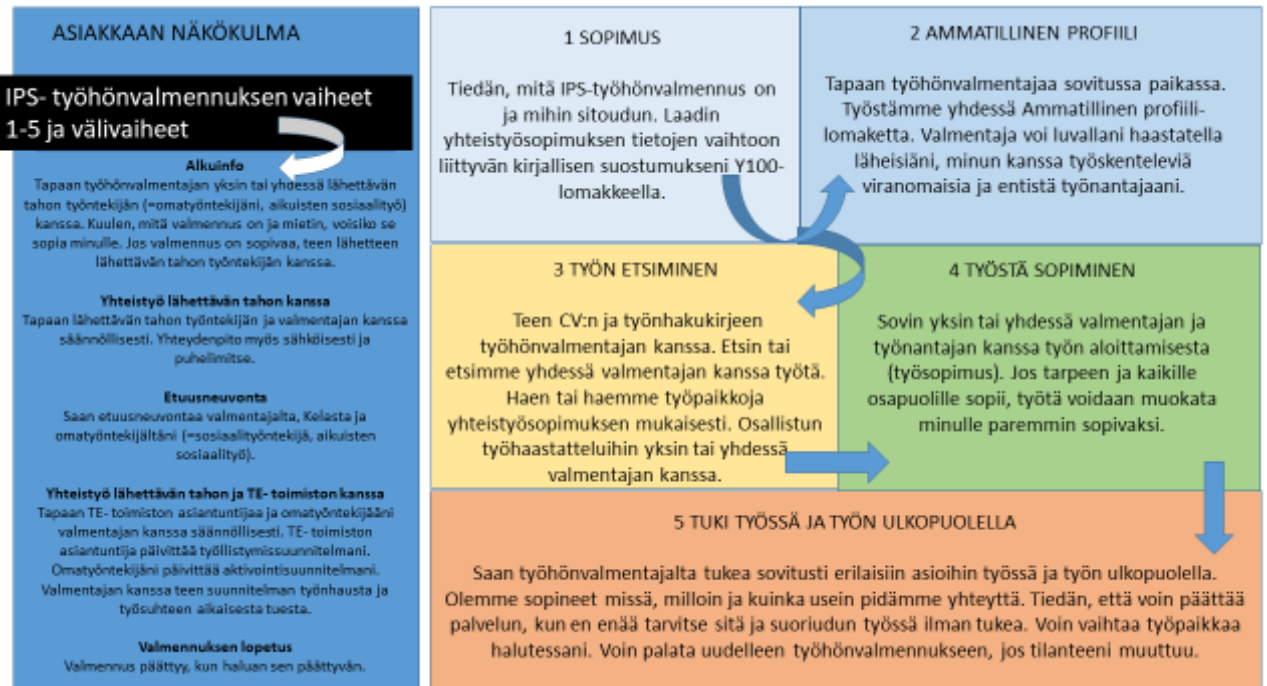 ASIAKKAAN NÄKÖKULMA
IPS- työhönvalmennuksen vaiheet
1-5 ja välivaiheet
Alkuinfo
Tapaan työhönvalmentajan yksin tai yhdessä lähettävän
tahon työntekijän (=omatyöntekijäni, aikuisten sosiaalityö)
kanssa. Kuulen, mitä valmennus on ja mietin, voisiko se
sopia minulle. Jos valmennus on sopivaa, teen lähetteen
lähettävän tahon työntekijän kanssa.
Yhteistyö lähettävän tahon kanssa
Tapaan lähettävän tahon työntekijän ja valmentajan kanssa
säännöllisesti. Yhteydenpito myös sähköisesti ja
puhelimitse.
Etuusneuvonta
Saan etuusneuvontaa valmentajalta, Kelasta ja
omatyöntekijältäni (=sosiaalityöntekijä, aikuisten
sosiaalityö).
Yhteistyö lähettävän tahon ja TE- toimiston kanssa
Tapaan TE- toimiston asiantuntijaa ja omatyöntekijääni
valmentajan kanssa säännöllisesti. TE- toimiston
asiantuntija päivittää työllistymissuunnitelmani.
Omatyöntekijäni päivittää aktivointisuunnitelmani.
Valmentajan kanssa teen suunnitelman työnhausta ja
työsuhteen aikaisesta tuesta.
Valmennuksen lopetus
Valmennus päättyy, kun haluan sen päättyvän.
1 SOPIMUS
Tiedän, mitä IPS-työhönvalmennus on
ja mihin sitoudun. Laadin
yhteistyösopimuksen tietojen vaihtoon
liittyvän kirjallisen suostumukseni Y100-
lomakkeella.
2 AMMATILLINEN PROFIILI
Tapaan työhönvalmentajaa sovitussa paikassa.
Työstämme yhdessä Ammatillinen profiili-
lomaketta. Valmentaja voi luvallani haastatella
läheisiäni, minun kanssa työskenteleviä
viranomaisia ja entistä työnantajaani.
3 TYÖN ETSIMINEN
Teen CV:n ja työnhakukirjeen
työhönvalmentajan kanssa. Etsin tai
etsimme yhdessä valmentajan kanssa työtä.
Haen tai haemme työpaikkoja
yhteistyösopimuksen mukaisesti. Osallistun
työhaastatteluihin yksin tai yhdessä
valmentajan kanssa.
4 TYÖSTÄ SOPIMINEN
Sovin yksin tai yhdessä valmentajan ja
työnantajan kanssa työn aloittamisesta
(työsopimus). Jos tarpeen ja kaikille
osapuolille sopii, työtä voidaan muokata
minulle paremmin sopivaksi.
5 TUKI TYÖSSÄ JA TYÖN ULKOPUOLELLA
Saan työhönvalmentajalta tukea sovitusti erilaisiin asioihin työssä ja työn ulkopuolella.
Olemme sopineet missä, milloin ja kuinka usein pidämme yhteyttä. Tiedän, että voin päättää
palvelun, kun en enää tarvitse sitä ja suoriudun työssä ilman tukea. Voin vaihtaa työpaikkaa
halutessani. Voin palata uudelleen työhönvalmennukseen, jos tilanteeni muuttuu.